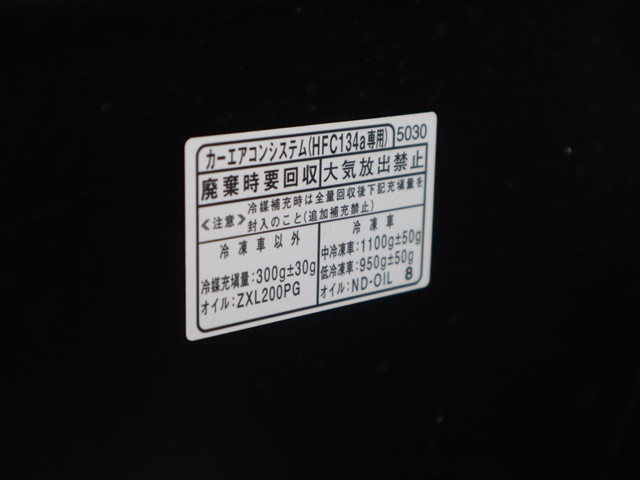 カーエアコンシステム(HFC134a専用) 5030
廃棄時要回収 大気放出禁止
《注意》冷媒補充時は全量回収後下記充填量を
封入のこと(追加補充禁止)
冷凍車以外
冷媒充填量:300g±30g
オイル:ZXL200PG
冷凍車
中冷凍車:1100g±50g
低冷凍車:950g±50g
オイル:ND-OIL 8